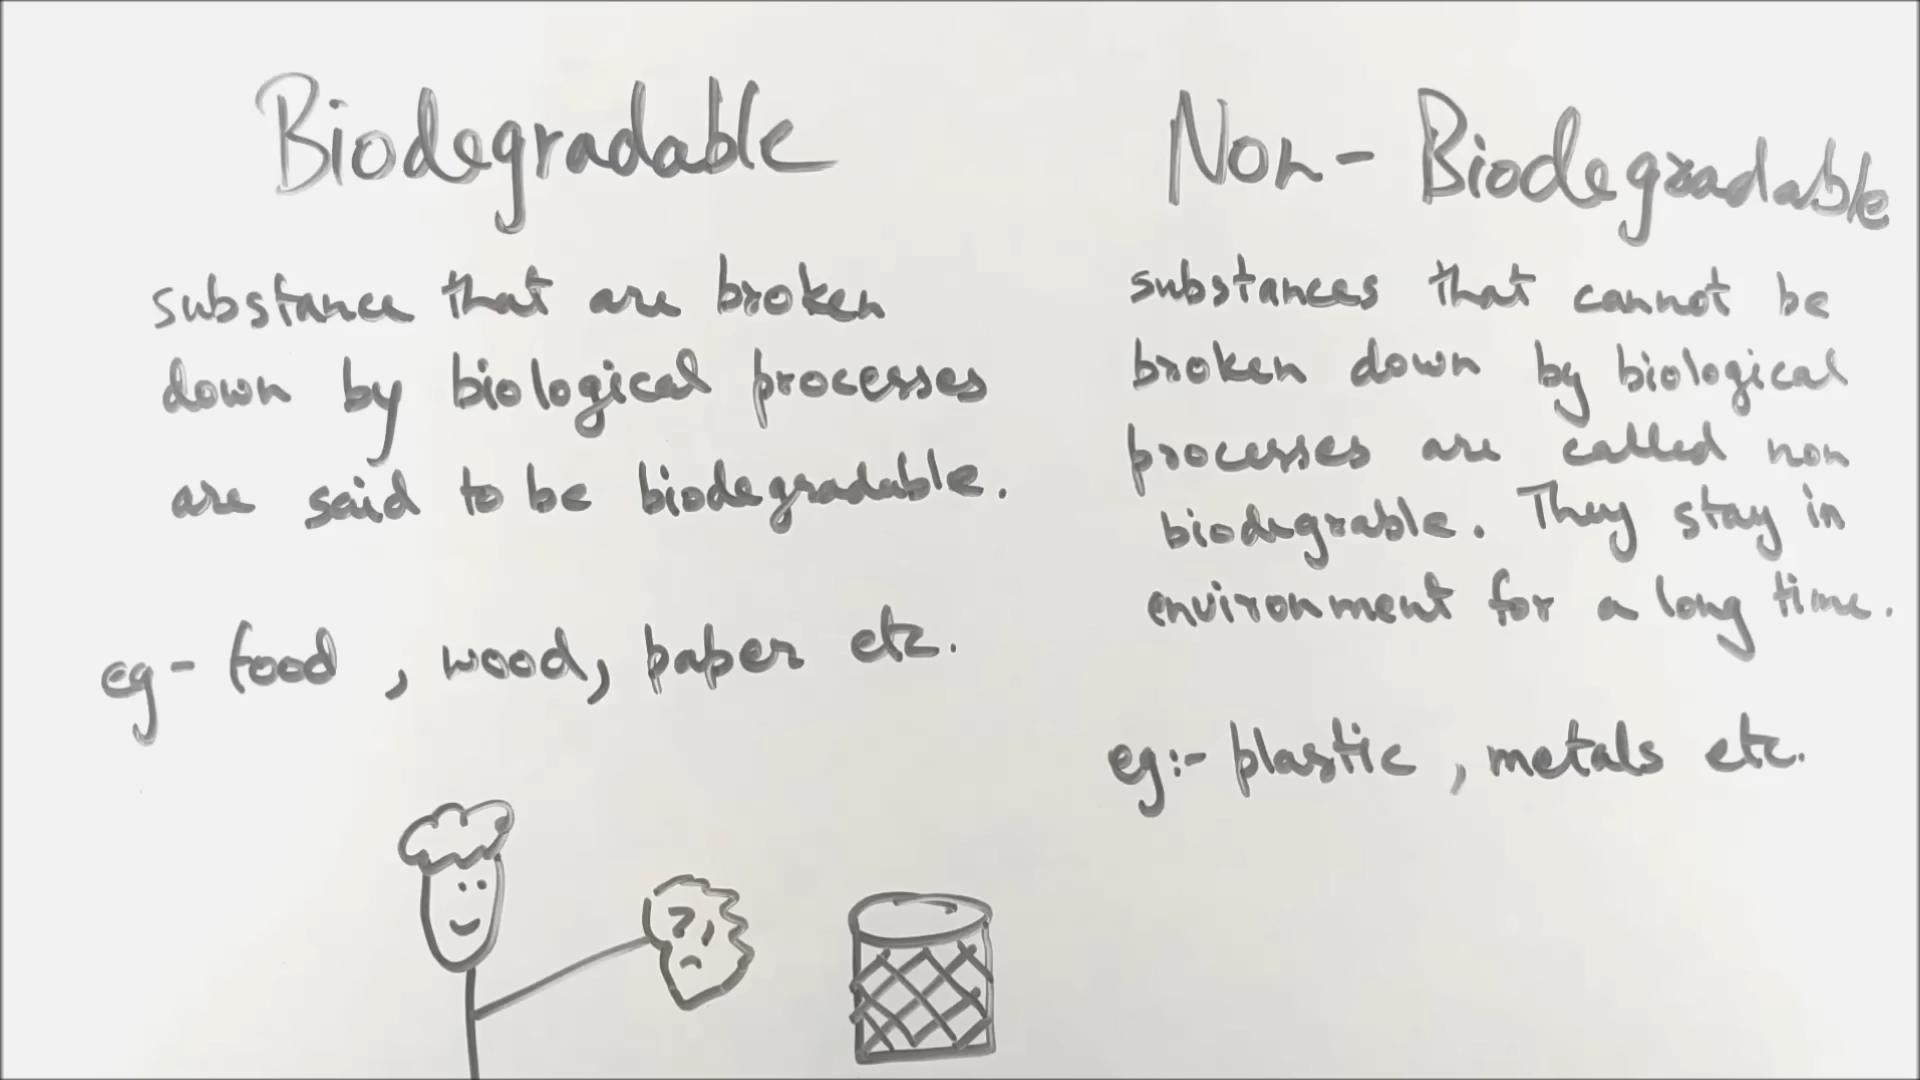 Biodegradable
substance that are broken
down by biological processes
are said to be biodegradable.
eg - food , wood, paper etc.
Non - Biodegradable
substances that cannot be
broken down by biological
processes are called non
biodegrable. They stay in
environment for a long time.
eg:- plastic , metals etc.